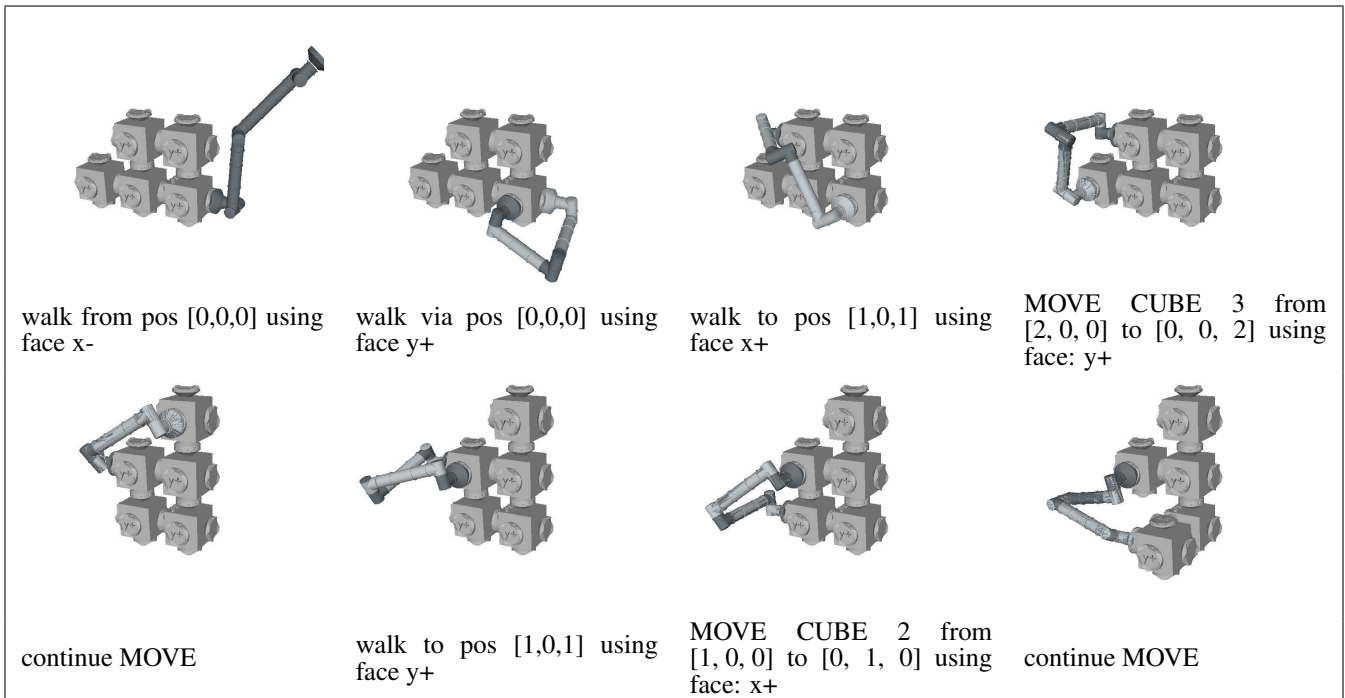 y+ y+
y+ y+ y+
y+ y+
y+ y+ y+
y+
y+
y+ y+
y+ y+ y+
walk from pos [0,0,0] using
face x-
walk via pos [0,0,0] using
face y+
walk to pos [1,0,1] using
face x+
MOVE CUBE 3 from
[2, 0, 0] to [0, 0, 2] using
face: y+
y+
y+ y+
y+ y+
y+
y+ y+
y+ y+
y+
y+ y+
y+ y+
y+
y+ y+
y+
continue MOVE
walk to pos [1,0,1] using
face y+
MOVE CUBE 2 from
[1, 0, 0] to [0, 1, 0] using
face: x+
continue MOVE